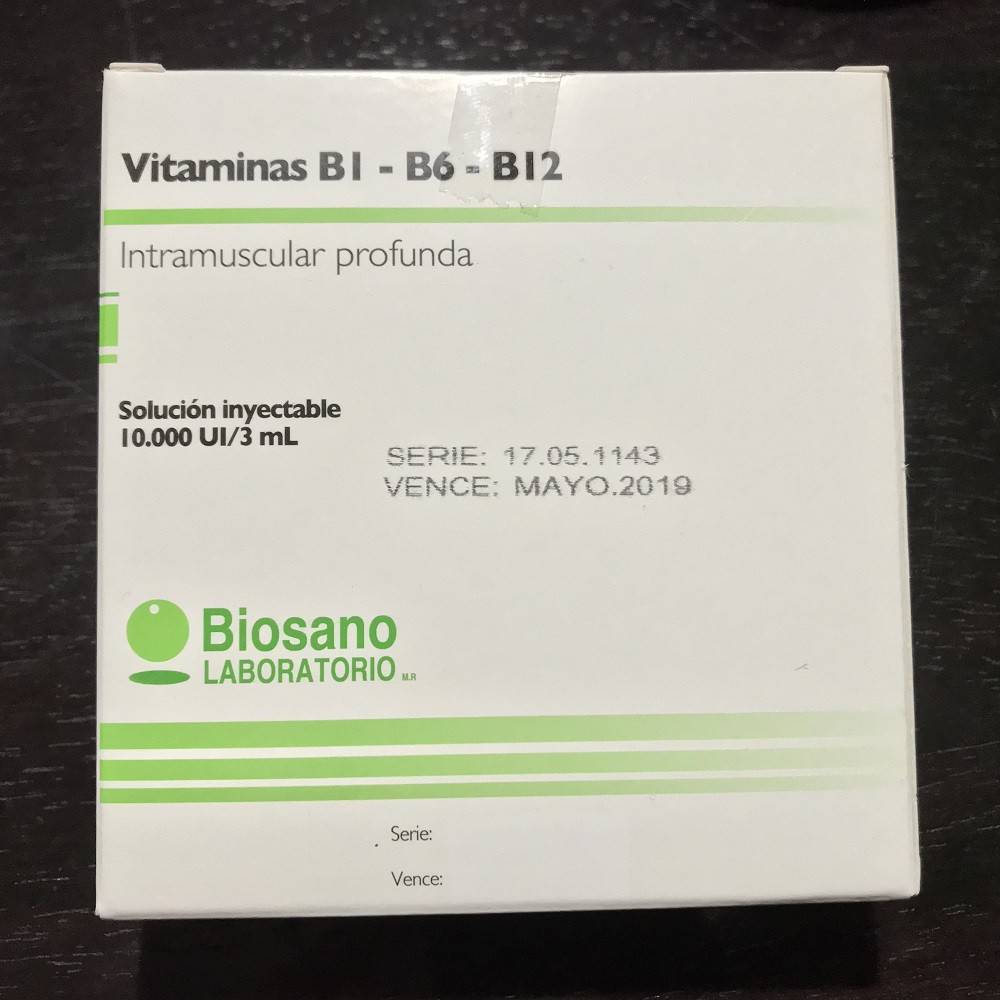 Vitaminas B1 - B6 - B12
Intramuscular profunda
Solución inyectable
10.000 UI/3 mL
SERIE: 17.05.1143
VENCE: MAYO.2019
Biosano
LABORATORIO M.R
Serie:
Vence: